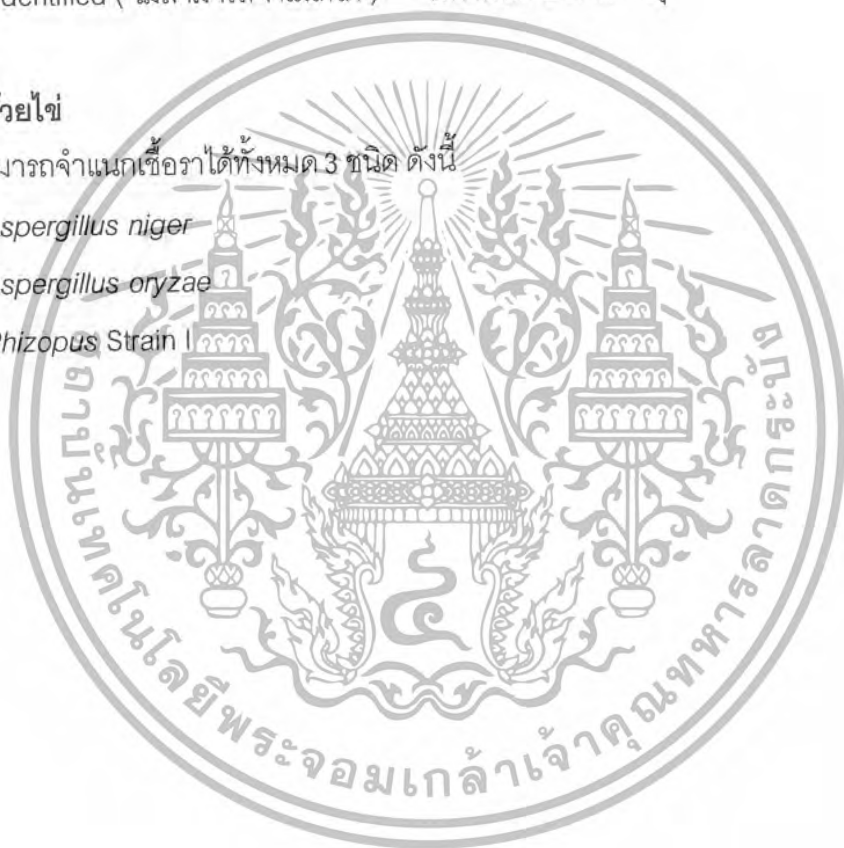 dentified (
้วยไข่
มารถจำแนกเชื้อราได้ทั้งหมด 3 ชนิด ดังนี้
spergillus niger
spergillus oryzae
hizopus Strain I
สถาบันเทคโนโลยีพระจอมเกล้าเจ้าคุณทหารลาดกระบัง
๔